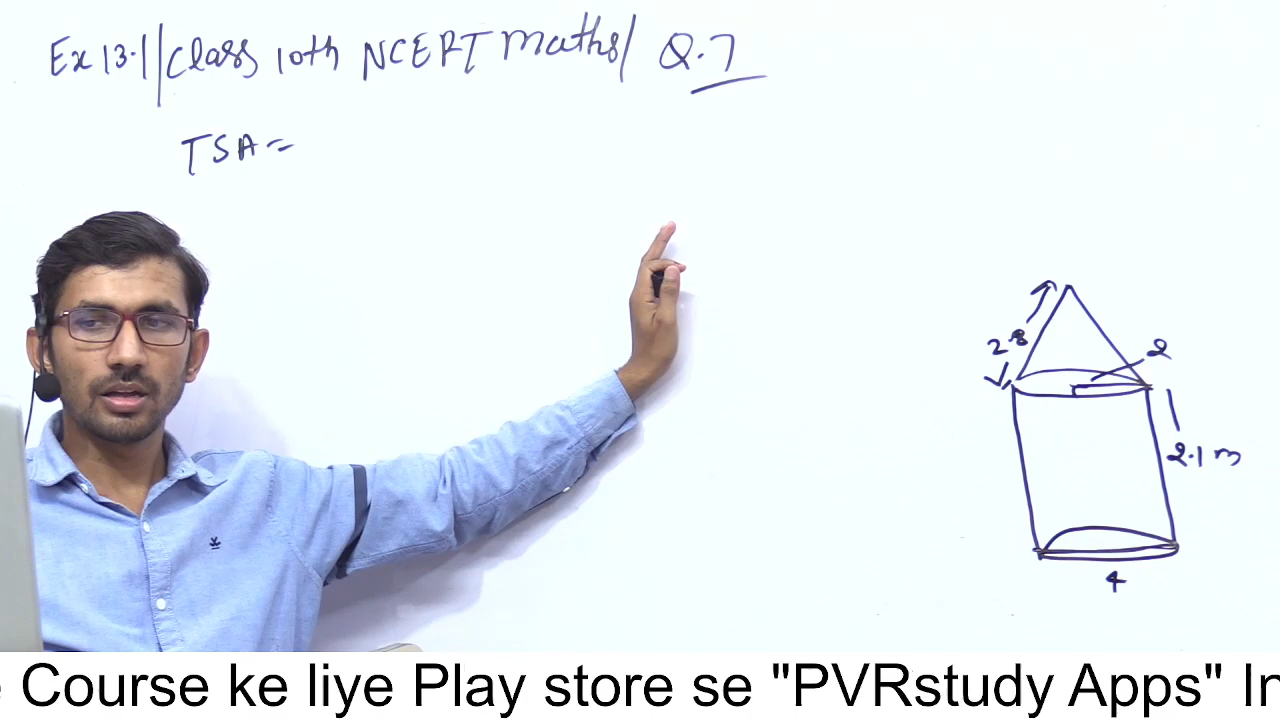 Ex 13.1 | Class 10th NCERT Maths | Q.7
TSA =
2.8
2
2.1 m
4
Course ke liye Play store se "PVRstudy Apps" In